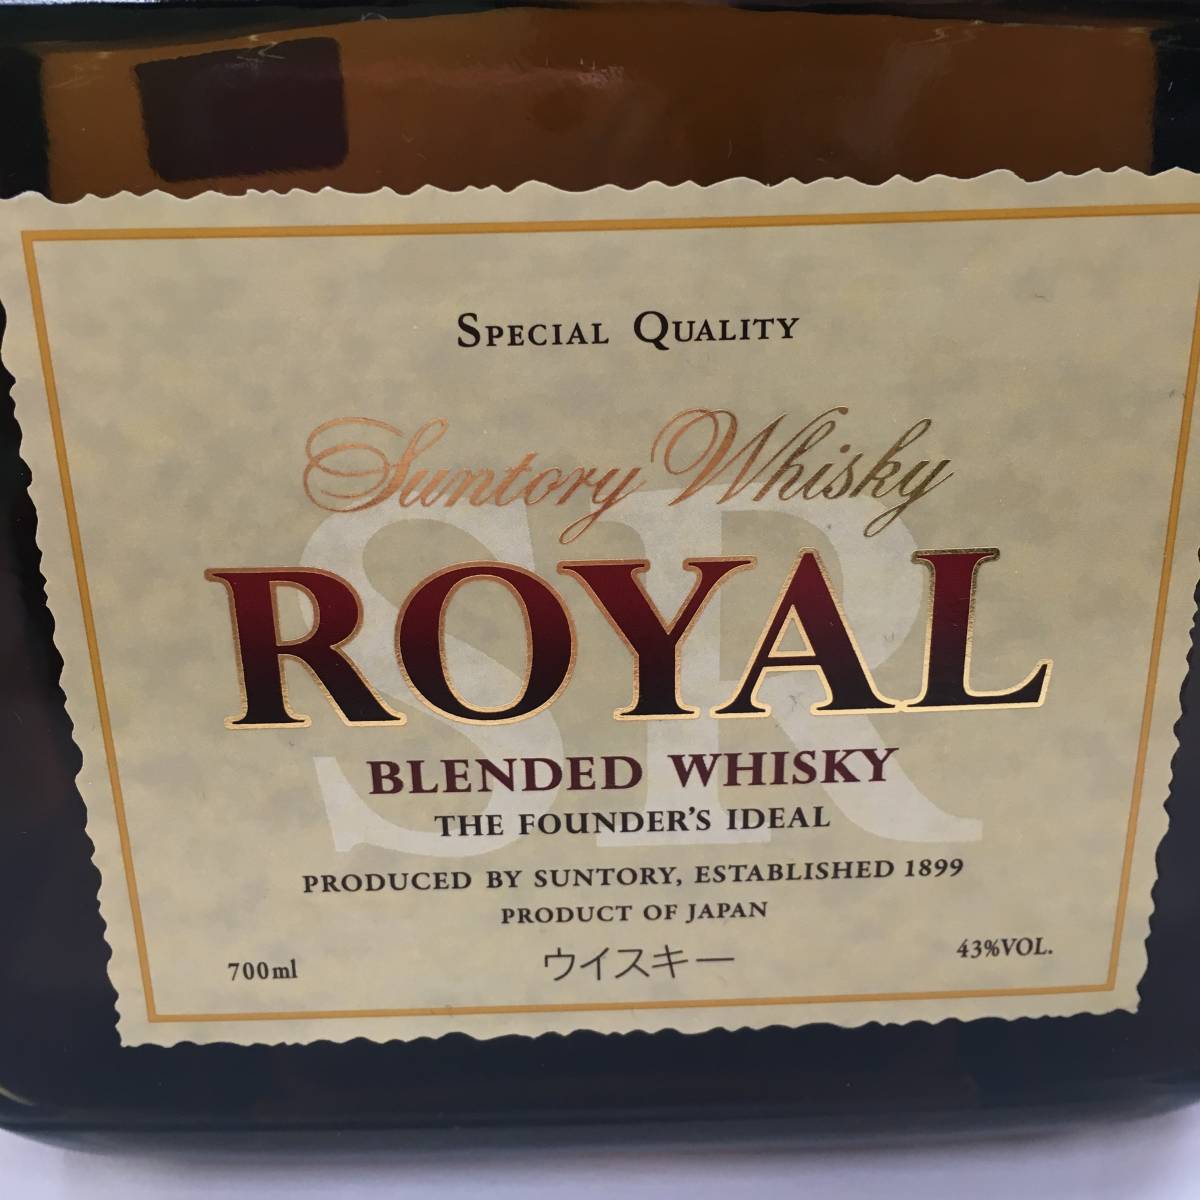 SPECIAL QUALITY
Suntory Whisky
SR
ROYAL
BLENDED WHISKY
THE FOUNDER'S IDEAL
PRODUCED BY SUNTORY, ESTABLISHED 1899
PRODUCT OF JAPAN
700ml ウイスキー 43%VOL.